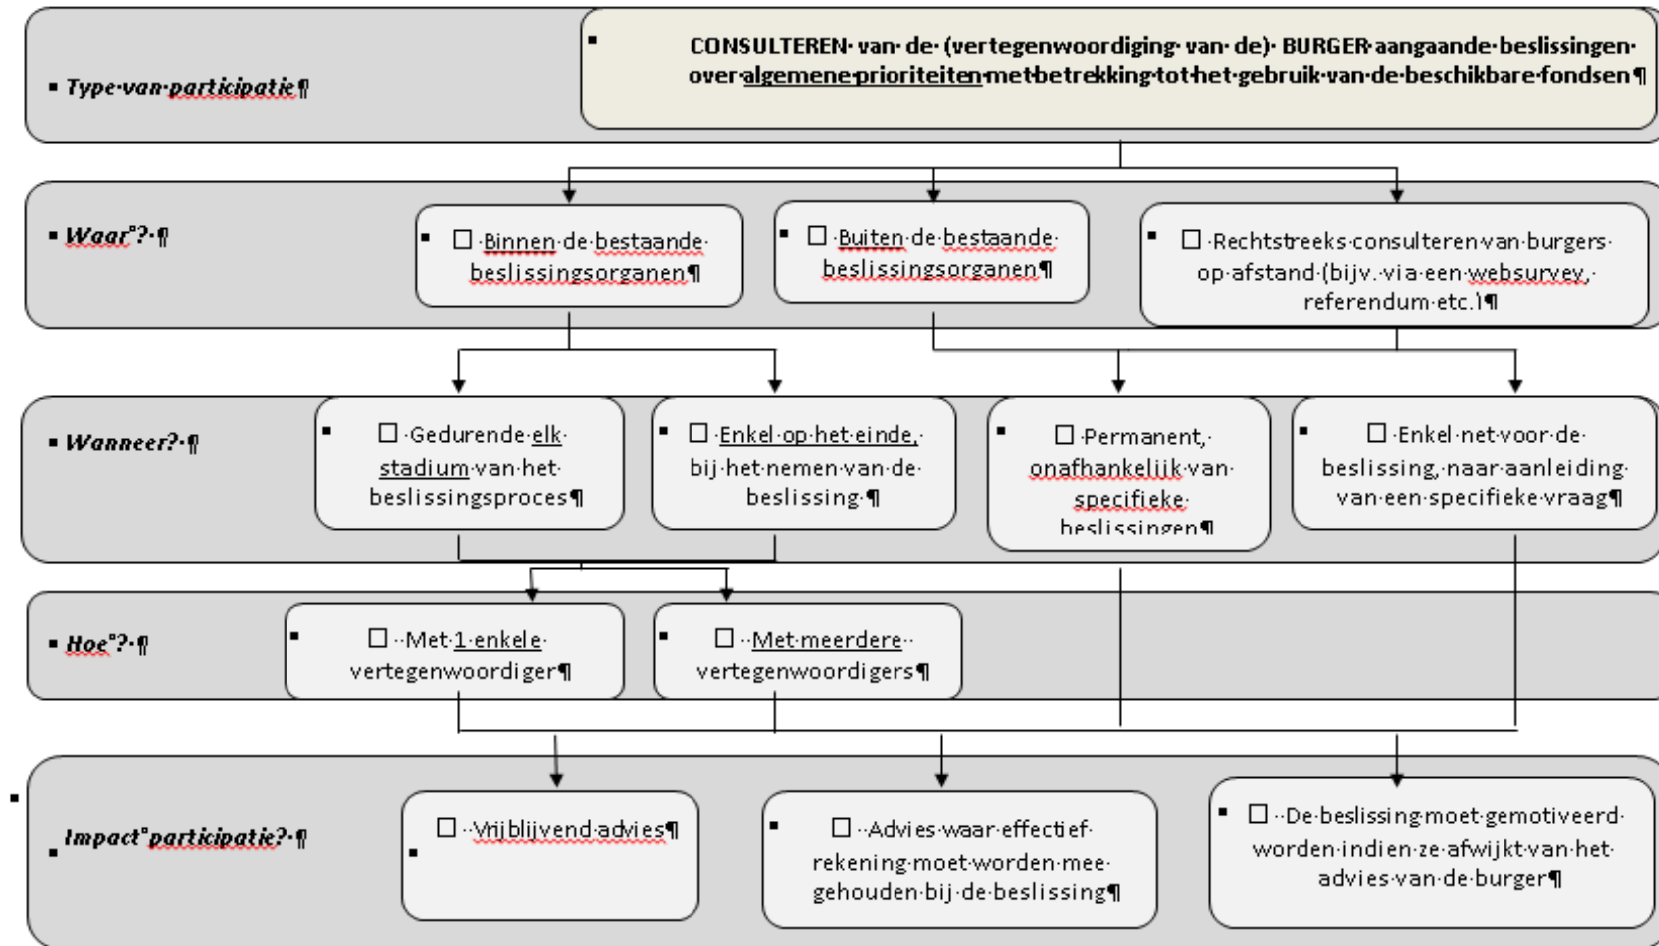 CONSULTEREN van de (vertegenwoordiging van de) BURGER aangaande beslissingen
over algemene prioriteiten met betrekking tot het gebruik van de beschikbare fondsen¶
▪ Type van participatie¶
▪ Waar°? ¶
▪ ☐ Binnen de bestaande
beslissingsorganen¶
▪ ☐ Buiten de bestaande
beslissingsorganen¶
▪ ☐ Rechtstreeks consulteren van burgers
op afstand (bijv. via een websurvey,
referendum etc.)¶
▪ Wanneer? ¶
▪ ☐ Gedurende elk
stadium van het
beslissingsproces¶
▪ ☐ Enkel op het einde,
bij het nemen van de
beslissing ¶
▪ ☐ Permanent,
onafhankelijk van
specifieke
beslissingen¶
▪ ☐ Enkel net voor de
beslissing, naar aanleiding
van een specifieke vraag¶
▪ Hoe°? ¶
▪ ☐ Met 1 enkele
vertegenwoordiger¶
▪ ☐ Met meerdere
vertegenwoordigers¶
▪ Impact° participatie? ¶
☐ Vrijblijvend advies¶
▪ ☐ Advies waar effectief
rekening moet worden mee
gehouden bij de beslissing¶
▪ ☐ De beslissing moet gemotiveerd
worden indien ze afwijkt van het
advies van de burger¶